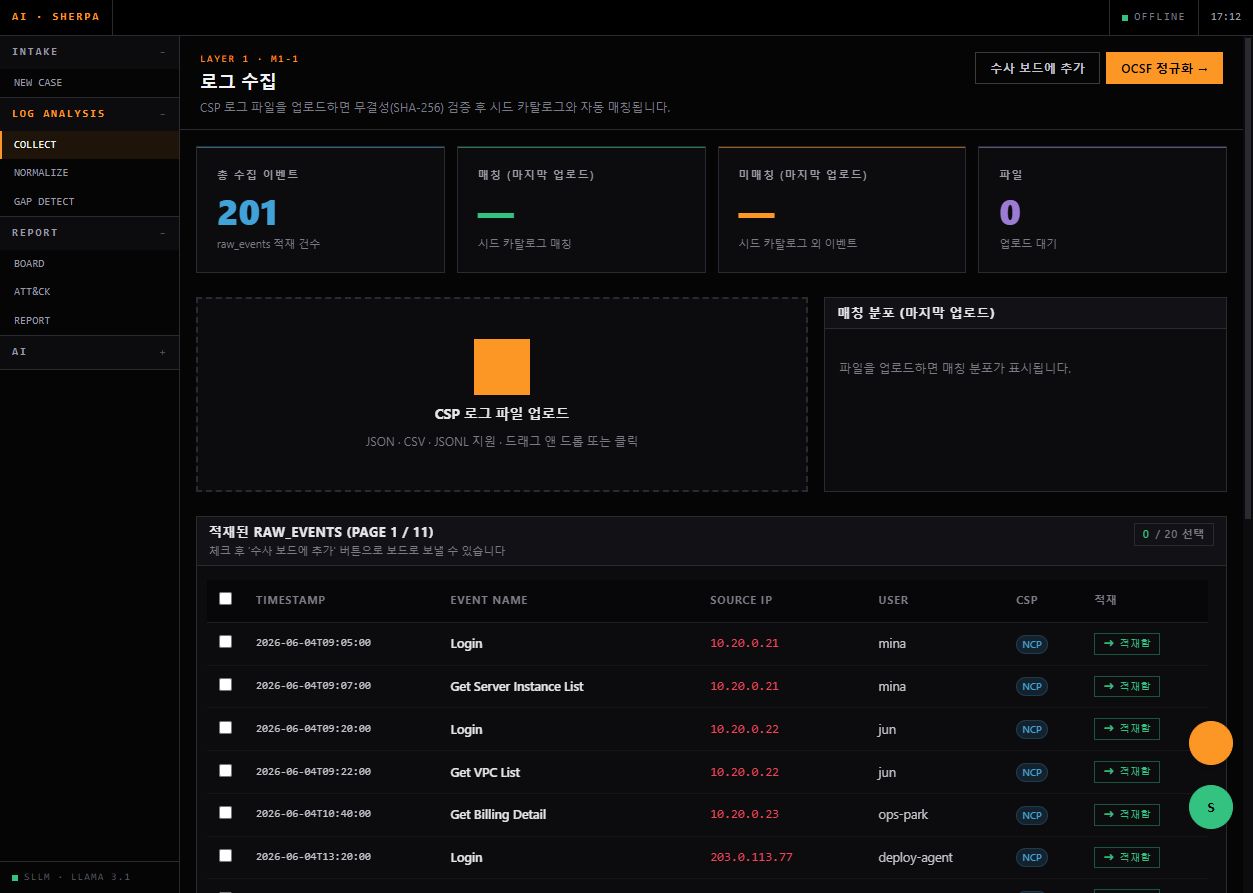 AI · SHERPA
OFFLINE
17:12
INTAKE −
NEW CASE
LOG ANALYSIS −
COLLECT
NORMALIZE
GAP DETECT
REPORT −
BOARD
ATT&CK
REPORT
AI +
SLLM · LLAMA 3.1
LAYER 1 · M1-1
로그 수집
CSP 로그 파일을 업로드하면 무결성(SHA-256) 검증 후 시드 카탈로그와 자동 매칭됩니다.
수사 보드에 추가
OCSF 정규화 →
총 수집 이벤트
201
raw_events 적재 건수
매칭 (마지막 업로드)
—
시드 카탈로그 매칭
미매칭 (마지막 업로드)
—
시드 카탈로그 외 이벤트
파일
0
업로드 대기
CSP 로그 파일 업로드
JSON · CSV · JSONL 지원 · 드래그 앤 드롭 또는 클릭
매칭 분포 (마지막 업로드)
파일을 업로드하면 매칭 분포가 표시됩니다.
적재된 RAW_EVENTS (PAGE 1 / 11)
체크 후 '수사 보드에 추가' 버튼으로 보드로 보낼 수 있습니다
0 / 20 선택
TIMESTAMP EVENT NAME SOURCE IP USER CSP 적재
2026-06-04T09:05:00 Login 10.20.0.21 mina NCP → 적재함
2026-06-04T09:07:00 Get Server Instance List 10.20.0.21 mina NCP → 적재함
2026-06-04T09:20:00 Login 10.20.0.22 jun NCP → 적재함
2026-06-04T09:22:00 Get VPC List 10.20.0.22 jun NCP → 적재함
2026-06-04T10:40:00 Get Billing Detail 10.20.0.23 ops-park NCP → 적재함
2026-06-04T13:20:00 Login 203.0.113.77 deploy-agent NCP → 적재함
S